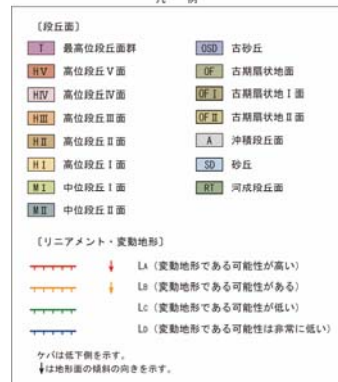 凡 例
〔段丘面〕
T 最高位段丘面群
HⅤ 高位段丘Ⅴ面
HⅣ 高位段丘Ⅳ面
HⅢ 高位段丘Ⅲ面
HⅡ 高位段丘Ⅱ面
HⅠ 高位段丘Ⅰ面
MⅠ 中位段丘Ⅰ面
MⅡ 中位段丘Ⅱ面
OSD 古砂丘
OF 古期扇状地面
OFⅠ 古期扇状地Ⅰ面
OFⅡ 古期扇状地Ⅱ面
A 沖積段丘面
SD 砂丘
RT 河成段丘面
〔リニアメント・変動地形〕
LA (変動地形である可能性が高い)
LB (変動地形である可能性がある)
LC (変動地形である可能性が低い)
LD (変動地形である可能性は非常に低い)
ケバは低下側を示す。
↓は地形面の傾斜の向きを示す。